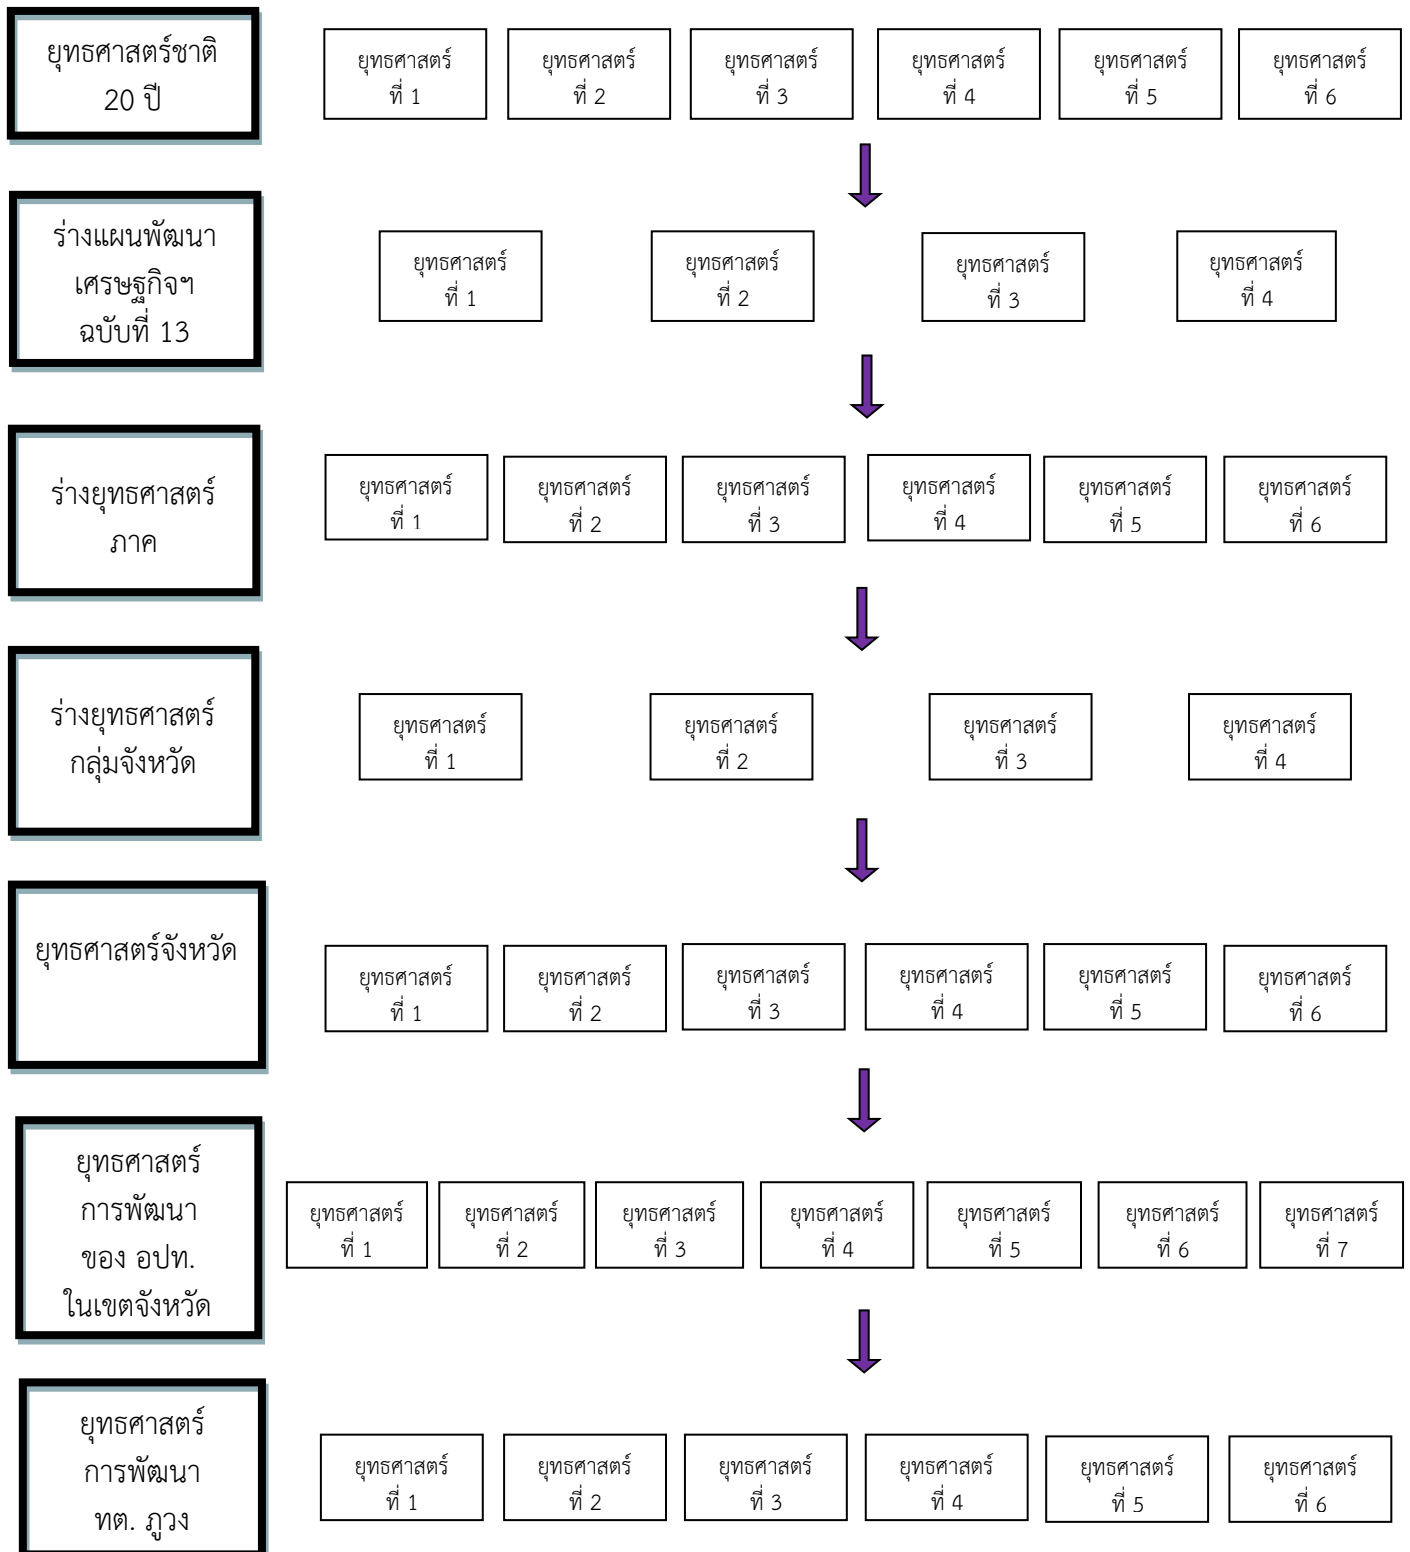 ยุทธศาสตร์ชาติ
20 ปี
ยุทธศาสตร์
ที่ 1
ยุทธศาสตร์
ที่ 2
ยุทธศาสตร์
ที่ 3
ยุทธศาสตร์
ที่ 4
ยุทธศาสตร์
ที่ 5
ยุทธศาสตร์
ที่ 6
ร่างแผนพัฒนา
เศรษฐกิจฯ
ฉบับที่ 13
ยุทธศาสตร์
ที่ 1
ยุทธศาสตร์
ที่ 2
ยุทธศาสตร์
ที่ 3
ยุทธศาสตร์
ที่ 4
ร่างยุทธศาสตร์
ภาค
ยุทธศาสตร์
ที่ 1
ยุทธศาสตร์
ที่ 2
ยุทธศาสตร์
ที่ 3
ยุทธศาสตร์
ที่ 4
ยุทธศาสตร์
ที่ 5
ยุทธศาสตร์
ที่ 6
ร่างยุทธศาสตร์
กลุ่มจังหวัด
ยุทธศาสตร์
ที่ 1
ยุทธศาสตร์
ที่ 2
ยุทธศาสตร์
ที่ 3
ยุทธศาสตร์
ที่ 4
ยุทธศาสตร์จังหวัด
ยุทธศาสตร์
ที่ 1
ยุทธศาสตร์
ที่ 2
ยุทธศาสตร์
ที่ 3
ยุทธศาสตร์
ที่ 4
ยุทธศาสตร์
ที่ 5
ยุทธศาสตร์
ที่ 6
ยุทธศาสตร์
การพัฒนา
ของ อปท.
ในเขตจังหวัด
ยุทธศาสตร์
ที่ 1
ยุทธศาสตร์
ที่ 2
ยุทธศาสตร์
ที่ 3
ยุทธศาสตร์
ที่ 4
ยุทธศาสตร์
ที่ 5
ยุทธศาสตร์
ที่ 6
ยุทธศาสตร์
ที่ 7
ยุทธศาสตร์
การพัฒนา
ทต. ภูวง
ยุทธศาสตร์
ที่ 1
ยุทธศาสตร์
ที่ 2
ยุทธศาสตร์
ที่ 3
ยุทธศาสตร์
ที่ 4
ยุทธศาสตร์
ที่ 5
ยุทธศาสตร์
ที่ 6